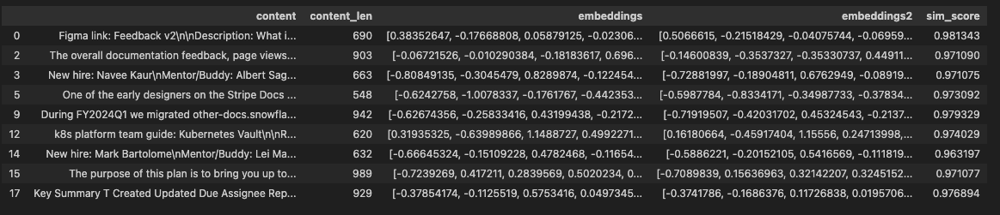 content content_len embeddings embeddings2 sim_score
0 Figma link: Feedback v2\n\nDescription: What i... 690 [0.38352647, -0.17668808, 0.05879125, -0.02306... [0.5066615, -0.21518429, -0.04075744, -0.06959... 0.981343
2 The overall documentation feedback, page views... 903 [-0.06721526, -0.010290384, -0.18183617, 0.696... [-0.14600839, -0.3537327, -0.35330737, 0.44911... 0.971090
3 New hire: Navee Kaur\nMentor/Buddy: Albert Sag... 663 [-0.80849135, -0.3045479, 0.8289874, -0.122454... [-0.72881997, -0.18904811, 0.6762949, -0.08919... 0.971075
5 One of the early designers on the Stripe Docs ... 548 [-0.6242758, -1.0078337, -0.1761767, -0.442353... [-0.5987784, -0.8334171, -0.34987733, -0.37834... 0.973092
9 During FY2024Q1 we migrated other-docs.snowfla... 942 [-0.62674356, -0.25833416, 0.43199438, -0.2172... [-0.71919507, -0.42031702, 0.45324543, -0.2137... 0.979329
12 k8s platform team guide: Kubernetes Vault\n\nR... 620 [0.31935325, -0.63989866, 1.1488727, 0.4992271... [0.16180664, -0.45917404, 1.15556, 0.24713998,... 0.974029
14 New hire: Mark Bartolome\nMentor/Buddy: Lei Ma... 632 [-0.66645324, -0.15109228, 0.4782468, -0.11654... [-0.5886221, -0.20152105, 0.5416569, -0.111819... 0.963197
15 The purpose of this plan is to bring you up to... 989 [-0.7239269, 0.417211, 0.2839569, 0.5020234, 0... [-0.7089839, 0.15636963, 0.32142207, 0.3245152... 0.971077
17 Key Summary T Created Updated Due Assignee Rep... 929 [-0.37854174, -0.1125519, 0.5753416, 0.0497345... [-0.3741786, -0.1686376, 0.11726838, 0.0195706... 0.976894